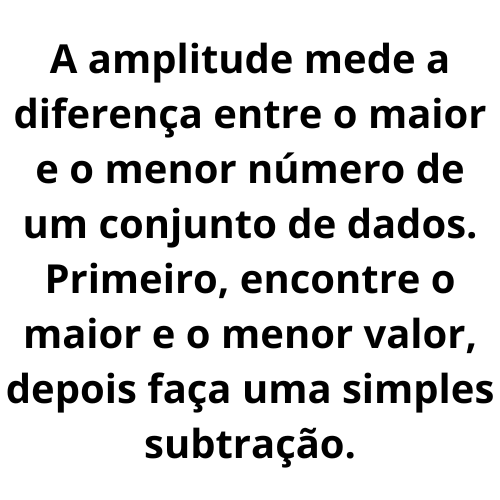 A amplitude mede a
diferença entre o maior
e o menor número de
um conjunto de dados.
Primeiro, encontre o
maior e o menor valor,
depois faça uma simples
subtração.